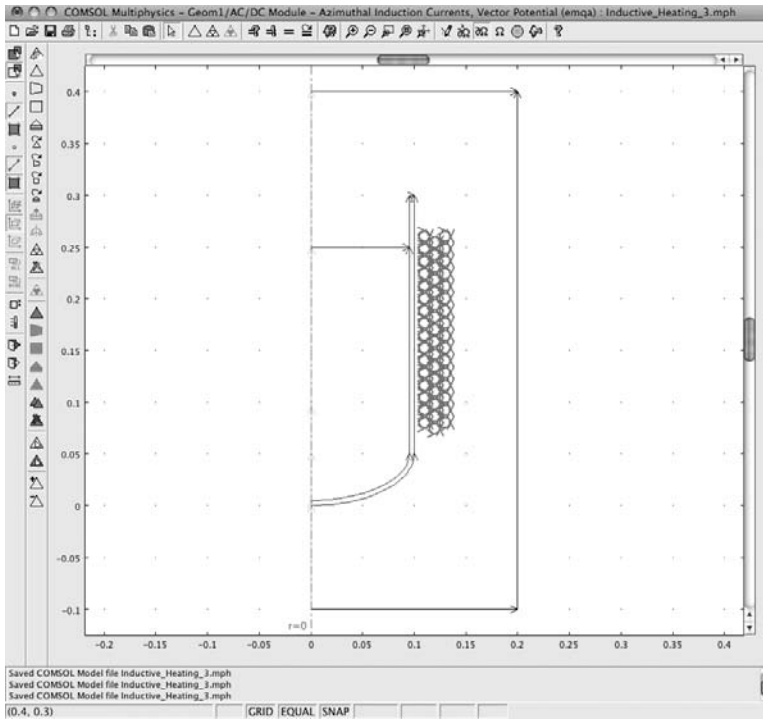 COMSOL Multiphysics - Geom1/AC/DC Module - Azimuthal Induction Currents, Vector Potential (emqa) : Inductive_Heating_3.mph
0.4
0.35
0.3
0.25
0.2
0.15
0.1
0.05
0
-0.05
-0.1
r=0
-0.2 -0.15 -0.1 -0.05 0 0.05 0.1 0.15 0.2 0.25 0.3 0.35 0.4
Saved COMSOL Model file Inductive_Heating_3.mph
Saved COMSOL Model file Inductive_Heating_3.mph
Saved COMSOL Model file Inductive_Heating_3.mph
(0.4, 0.3) GRID EQUAL SNAP